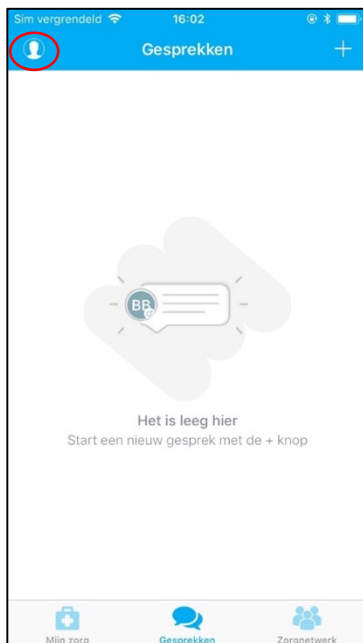 Sim vergrendeld 16:02
Gesprekken +
BB
Het is leeg hier
Start een nieuw gesprek met de + knop
Mijn zorg Gesprekken Zorgnetwerk